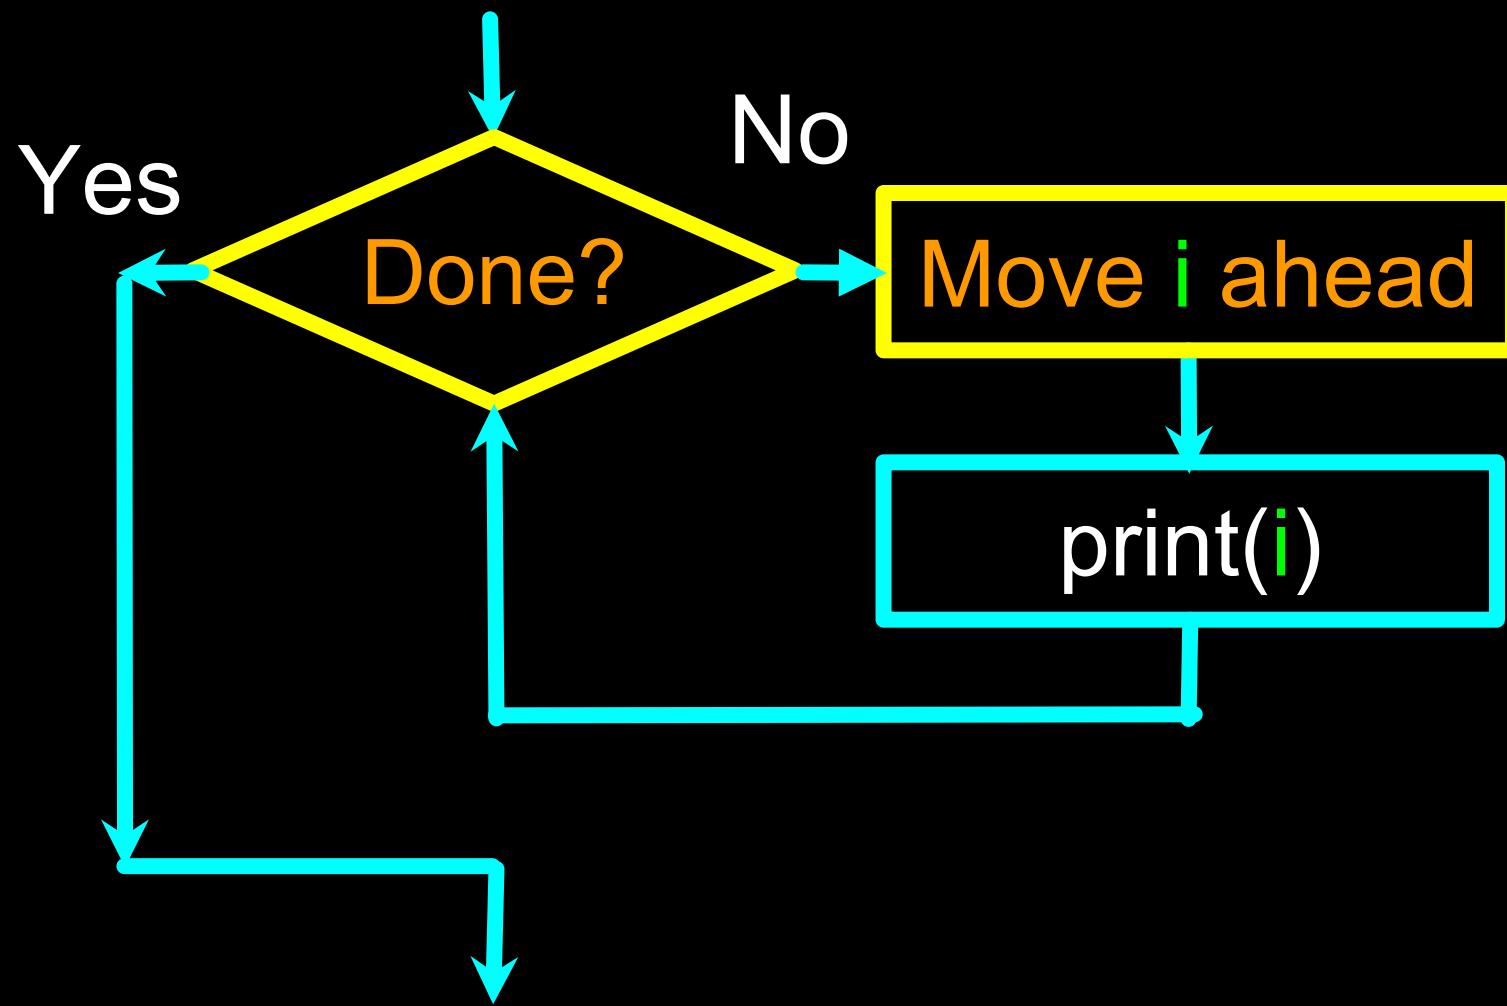 No
Yes
Done?
Move i ahead
print(i)